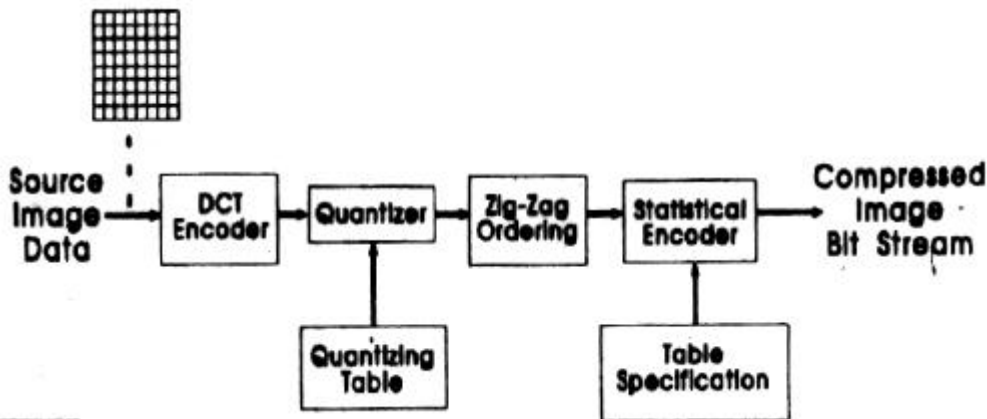 Source
Image
Data
DCT
Encoder
Quantizer
Zig-Zag
Ordering
Statistical
Encoder
Compressed
Image
Bit Stream
Quantizing
Table
Table
Specification